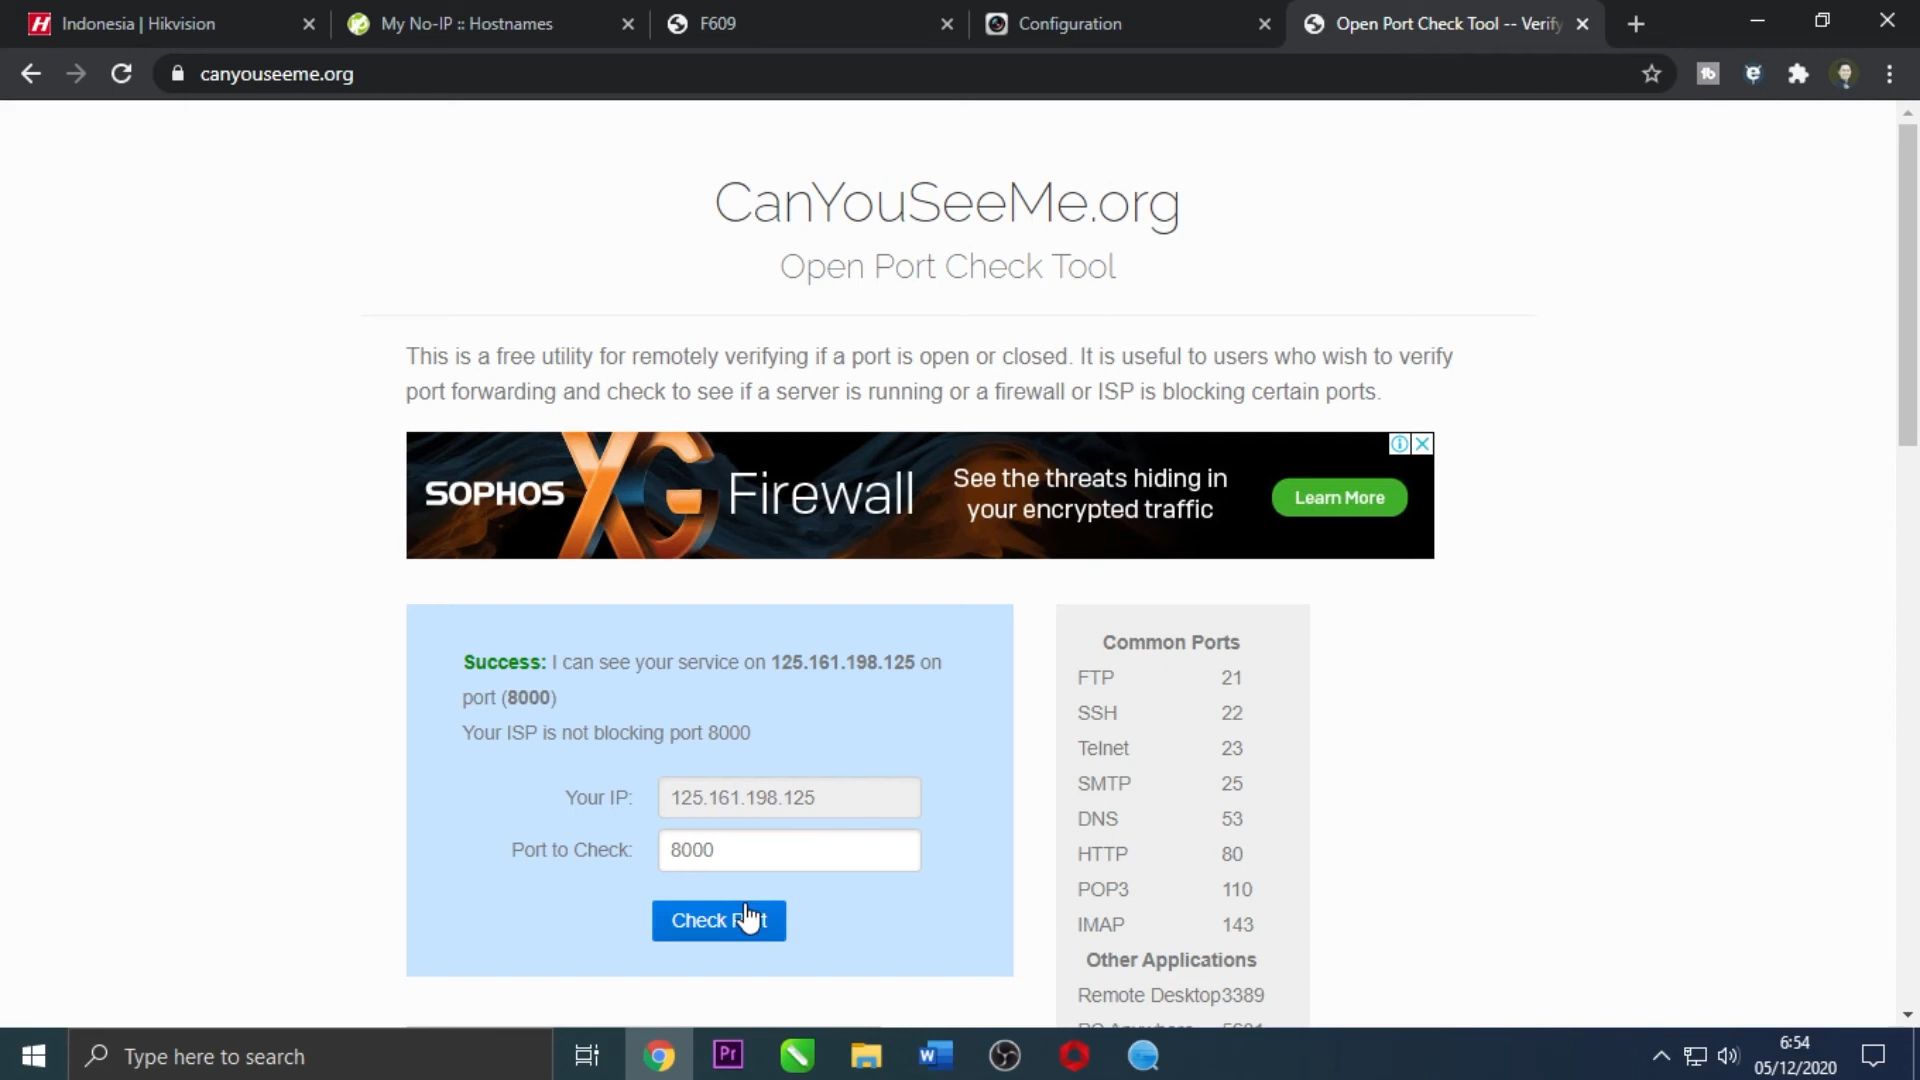 Indonesia | Hikvision
My No-IP :: Hostnames
F609
Configuration
Open Port Check Tool -- Verify
canyouseeme.org
CanYouSeeMe.org
Open Port Check Tool
This is a free utility for remotely verifying if a port is open or closed. It is useful to users who wish to verify
port forwarding and check to see if a server is running or a firewall or ISP is blocking certain ports.
SOPHOS XG Firewall
See the threats hiding in
your encrypted traffic
Learn More
Success: I can see your service on 125.161.198.125 on
port (8000)
Your ISP is not blocking port 8000
Your IP: 125.161.198.125
Port to Check: 8000
Check Port
Common Ports
FTP 21
SSH 22
Telnet 23
SMTP 25
DNS 53
HTTP 80
POP3 110
IMAP 143
Other Applications
Remote Desktop 3389
Type here to search
6:54
05/12/2020